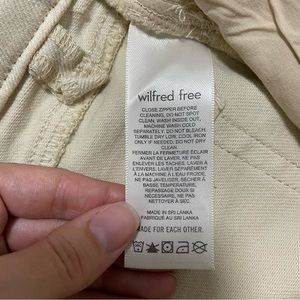 wilfred free
CLOSE ZIPPER BEFORE
CLEANING, DO NOT SPOT
CLEAN, WASH INSIDE OUT,
MACHINE WASH COLD
SEPARATELY. DO NOT BLEACH.
TUMBLE DRY LOW. COOL IRON
ONLY IF NEEDED. DO NOT DRY
CLEAN.
FERMER LA FERMETURE ÉCLAIR
AVANT DE LAVER. NE PAS
NETTOYER LES TACHES. LAVER
À L'ENVERS. LAVER SÉPARÉMENT
À LA MACHINE À L'EAU FROIDE.
NE PAS JAVELLISER. SÉCHER À
BASSE TEMPÉRATURE.
REPASSAGE DOUX SI
NÉCESSAIRE. NE PAS
NETTOYER À SEC.
MADE IN SRI LANKA
FABRIQUÉ AU SRI LANKA
MADE FOR EACH OTHER.